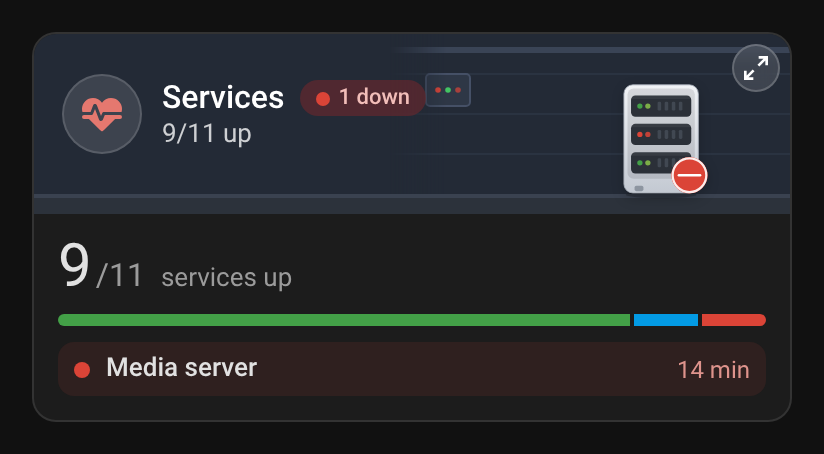 Services
1 down
9/11 up
9/11 services up
Media server
14 min